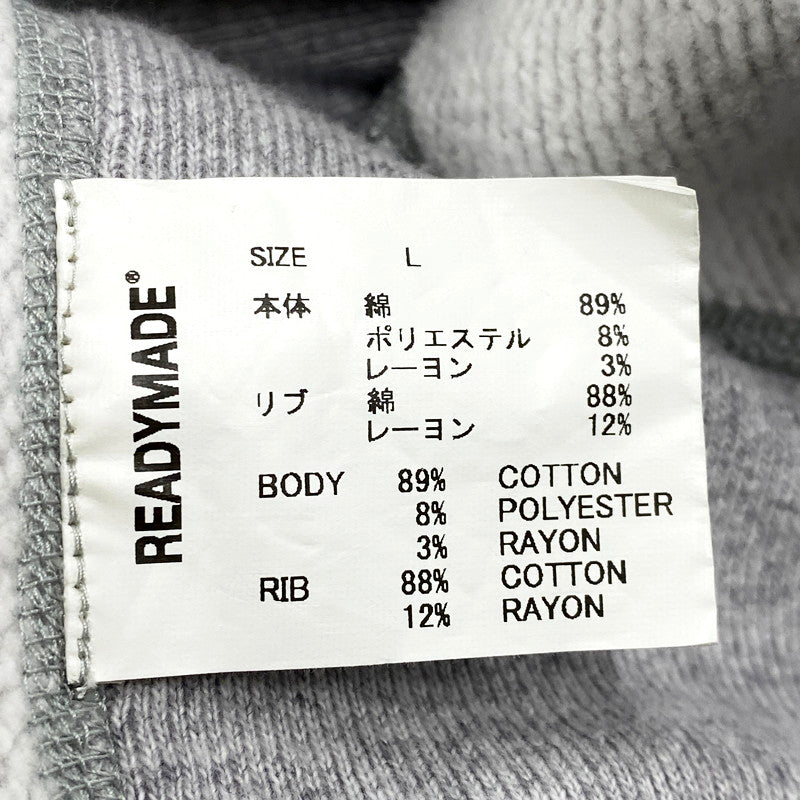 READYMADE®
SIZE L
本体 綿 89%
ポリエステル 8%
レーヨン 3%
リブ 綿 88%
レーヨン 12%
BODY 89% COTTON
8% POLYESTER
3% RAYON
RIB 88% COTTON
12% RAYON